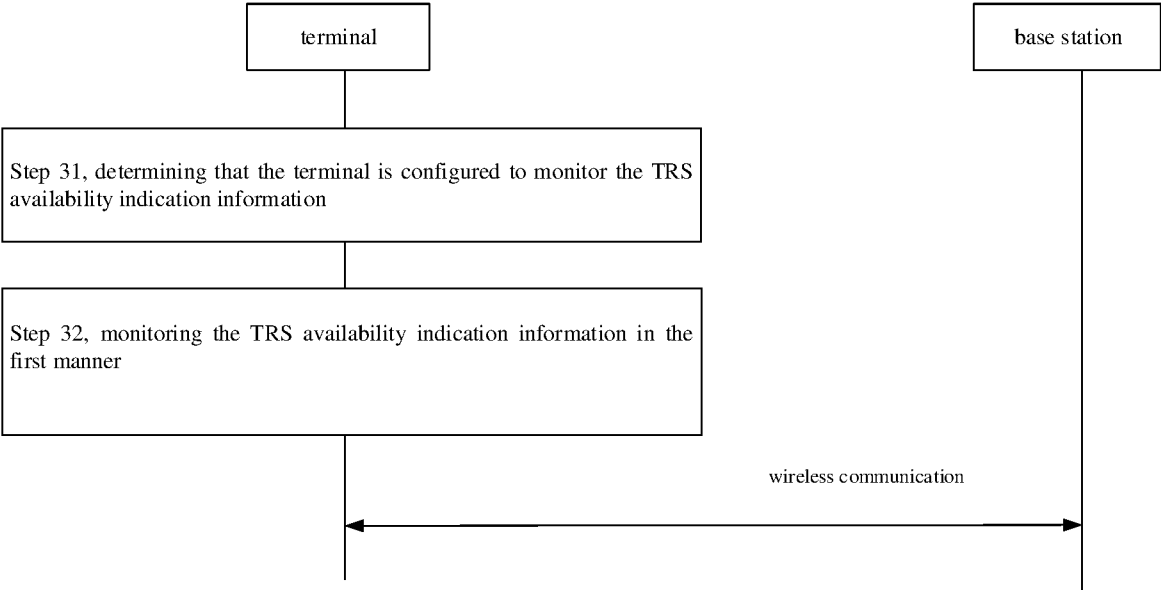 terminal
base station
Step 31, determining that the terminal is configured to monitor the TRS
availability indication information
Step 32, monitoring the TRS availability indication information in the
first manner
wireless communication